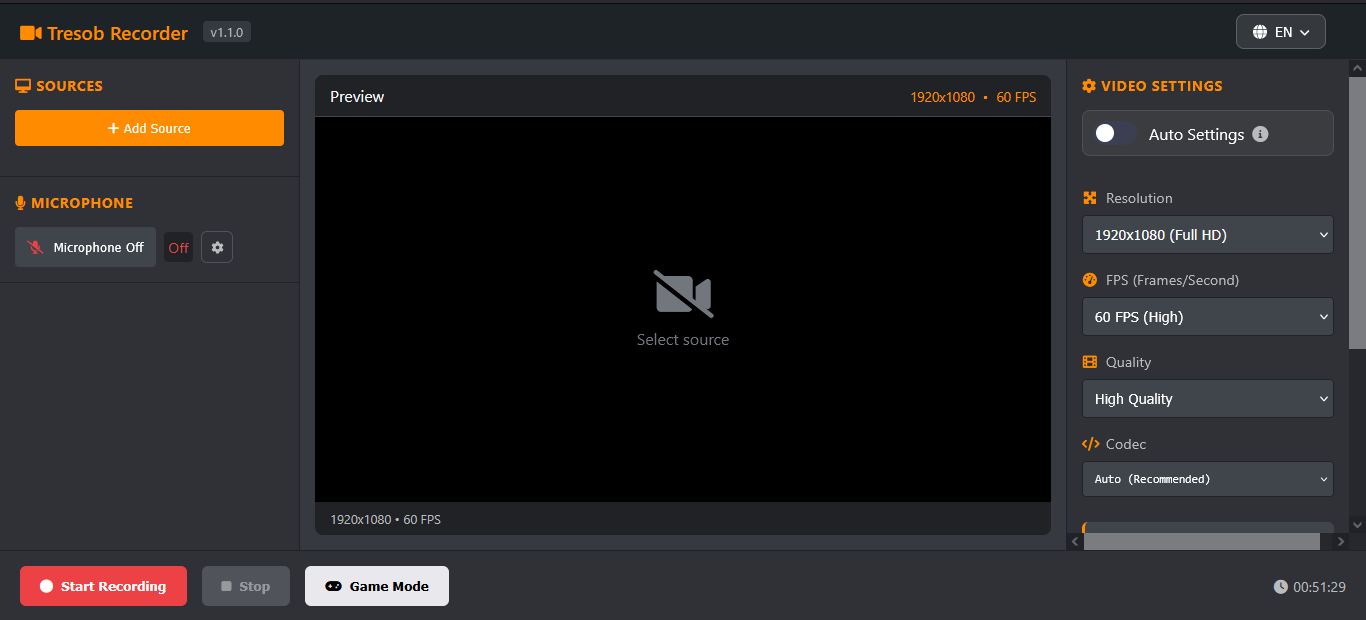 Tresob Recorder v1.1.0
EN
SOURCES
+ Add Source
MICROPHONE
Microphone Off Off
Preview
1920x1080 • 60 FPS
Select source
1920x1080 • 60 FPS
VIDEO SETTINGS
Auto Settings
Resolution
1920x1080 (Full HD)
FPS (Frames/Second)
60 FPS (High)
Quality
High Quality
Codec
Auto (Recommended)
Start Recording
Stop
Game Mode
00:51:29